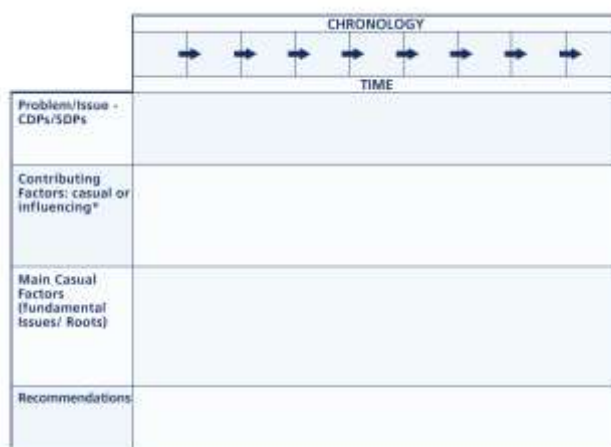 CHRONOLOGY
TIME
Problem/Issue -
CDPs/SDPs
Contributing
Factors: casual or
influencing*
Main Casual
Factors
(fundamental
Issues/ Roots)
Recommendations